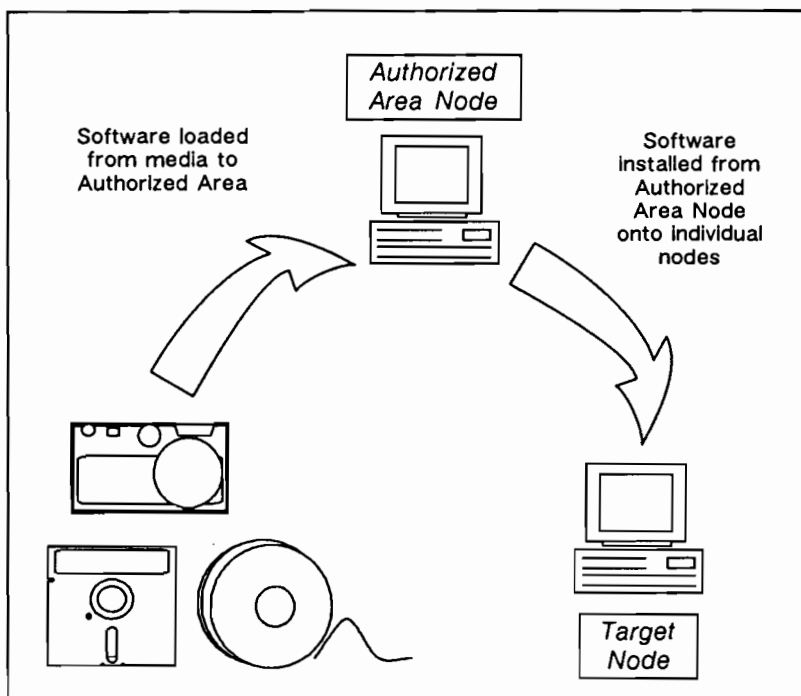 Authorized
Area Node
Software loaded
from media to
Authorized Area
Software
installed from
Authorized
Area Node
onto individual
nodes
Target
Node